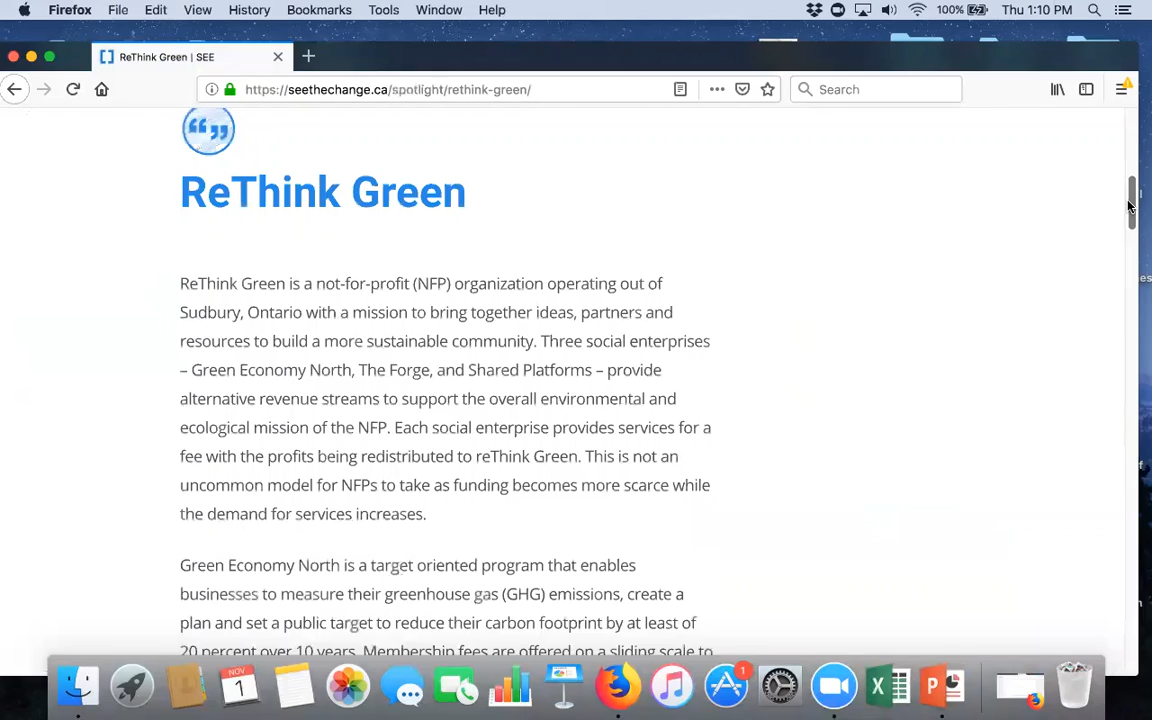 Firefox File Edit View History Bookmarks Tools Window Help 100% Thu 1:10 PM
ReThink Green | SEE
https://seethechange.ca/spotlight/rethink-green/ Search
ReThink Green
ReThink Green is a not-for-profit (NFP) organization operating out of
Sudbury, Ontario with a mission to bring together ideas, partners and
resources to build a more sustainable community. Three social enterprises
– Green Economy North, The Forge, and Shared Platforms – provide
alternative revenue streams to support the overall environmental and
ecological mission of the NFP. Each social enterprise provides services for a
fee with the profits being redistributed to reThink Green. This is not an
uncommon model for NFPs to take as funding becomes more scarce while
the demand for services increases.
Green Economy North is a target oriented program that enables
businesses to measure their greenhouse gas (GHG) emissions, create a
plan and set a public target to reduce their carbon footprint by at least of
20 percent over 10 years. Membership fees are offered on a sliding scale to
NOV
1
1